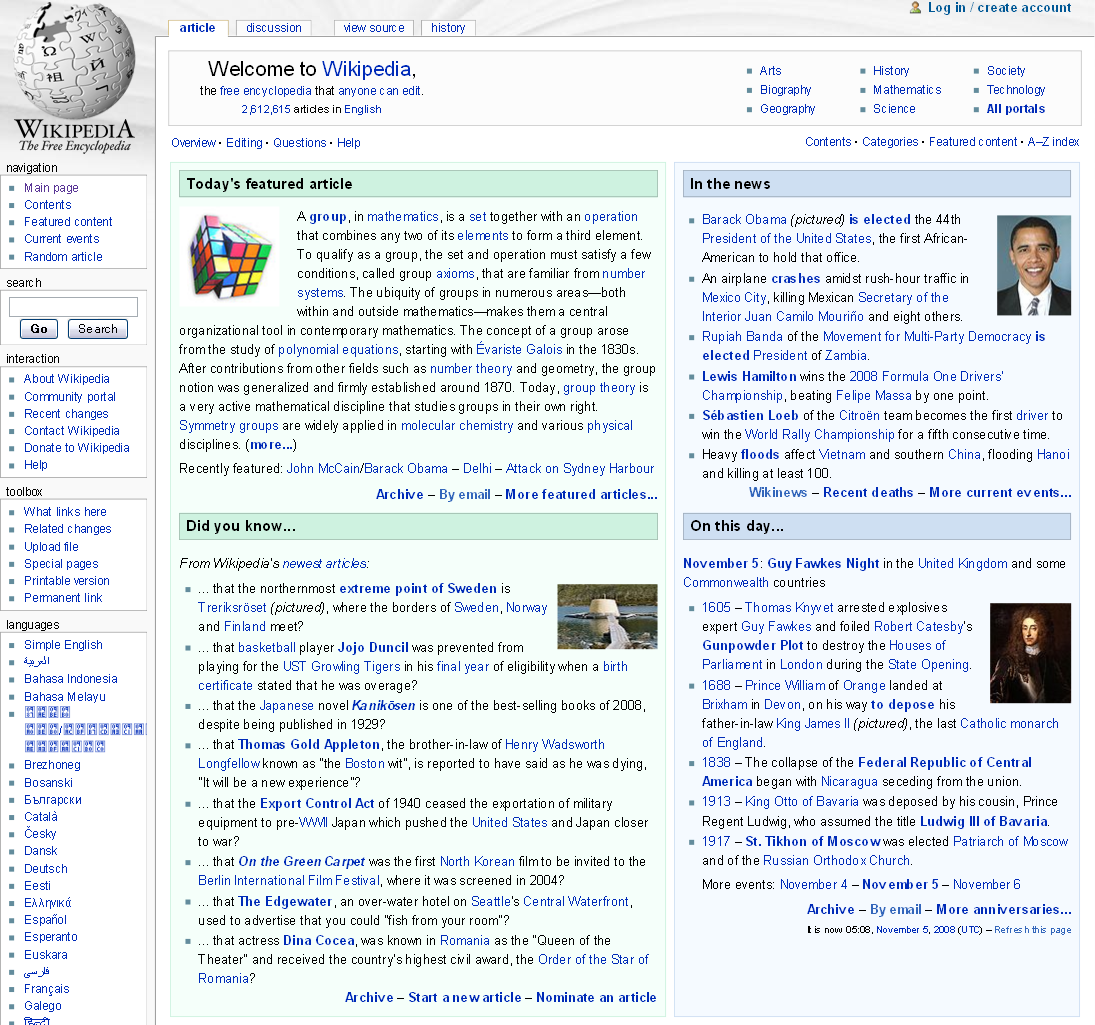 Log in / create account
article
discussion
view source
history
WIKIPEDIA
The Free Encyclopedia
Welcome to Wikipedia,
the free encyclopedia that anyone can edit.
2,612,615 articles in English
Arts
Biography
Geography
History
Mathematics
Science
Society
Technology
All portals
Overview · Editing · Questions · Help
Contents · Categories · Featured content · A–Z index
navigation
Main page
Contents
Featured content
Current events
Random article
search
Go
Search
interaction
About Wikipedia
Community portal
Recent changes
Contact Wikipedia
Donate to Wikipedia
Help
toolbox
What links here
Related changes
Upload file
Special pages
Printable version
Permanent link
languages
Simple English
العربية
Bahasa Indonesia
Bahasa Melayu
Brezhoneg
Bosanski
Български
Català
Česky
Dansk
Deutsch
Eesti
Ελληνικά
Español
Esperanto
Euskara
فارسی
Français
Galego
हिन्दी
Today's featured article
A group, in mathematics, is a set together with an operation
that combines any two of its elements to form a third element.
To qualify as a group, the set and operation must satisfy a few
conditions, called group axioms, that are familiar from number
systems. The ubiquity of groups in numerous areas—both
within and outside mathematics—makes them a central
organizational tool in contemporary mathematics. The concept of a group arose
from the study of polynomial equations, starting with Évariste Galois in the 1830s.
After contributions from other fields such as number theory and geometry, the group
notion was generalized and firmly established around 1870. Today, group theory is
a very active mathematical discipline that studies groups in their own right.
Symmetry groups are widely applied in molecular chemistry and various physical
disciplines. (more...)
Recently featured: John McCain/Barack Obama – Delhi – Attack on Sydney Harbour
Archive – By email – More featured articles...
Did you know...
From Wikipedia's newest articles:
... that the northernmost extreme point of Sweden is
Treriksröset (pictured), where the borders of Sweden, Norway
and Finland meet?
... that basketball player Jojo Duncil was prevented from
playing for the UST Growling Tigers in his final year of eligibility when a birth
certificate stated that he was overage?
... that the Japanese novel Kanikōsen is one of the best-selling books of 2008,
despite being published in 1929?
... that Thomas Gold Appleton, the brother-in-law of Henry Wadsworth
Longfellow known as "the Boston wit", is reported to have said as he was dying,
"It will be a new experience"?
... that the Export Control Act of 1940 ceased the exportation of military
equipment to pre-WWII Japan which pushed the United States and Japan closer
to war?
... that On the Green Carpet was the first North Korean film to be invited to the
Berlin International Film Festival, where it was screened in 2004?
... that The Edgewater, an over-water hotel on Seattle's Central Waterfront,
used to advertise that you could "fish from your room"?
... that actress Dina Cocea, was known in Romania as the "Queen of the
Theater" and received the country's highest civil award, the Order of the Star of
Romania?
Archive – Start a new article – Nominate an article
In the news
Barack Obama (pictured) is elected the 44th
President of the United States, the first African-
American to hold that office.
An airplane crashes amidst rush-hour traffic in
Mexico City, killing Mexican Secretary of the
Interior Juan Camilo Mouriño and eight others.
Rupiah Banda of the Movement for Multi-Party Democracy is
elected President of Zambia.
Lewis Hamilton wins the 2008 Formula One Drivers'
Championship, beating Felipe Massa by one point.
Sébastien Loeb of the Citroën team becomes the first driver to
win the World Rally Championship for a fifth consecutive time.
Heavy floods affect Vietnam and southern China, flooding Hanoi
and killing at least 100.
Wikinews – Recent deaths – More current events...
On this day...
November 5: Guy Fawkes Night in the United Kingdom and some
Commonwealth countries
1605 – Thomas Knyvet arrested explosives
expert Guy Fawkes and foiled Robert Catesby's
Gunpowder Plot to destroy the Houses of
Parliament in London during the State Opening.
1688 – Prince William of Orange landed at
Brixham in Devon, on his way to depose his
father-in-law King James II (pictured), the last Catholic monarch
of England.
1838 – The collapse of the Federal Republic of Central
America began with Nicaragua seceding from the union.
1913 – King Otto of Bavaria was deposed by his cousin, Prince
Regent Ludwig, who assumed the title Ludwig III of Bavaria.
1917 – St. Tikhon of Moscow was elected Patriarch of Moscow
and of the Russian Orthodox Church.
More events: November 4 – November 5 – November 6
Archive – By email – More anniversaries...
It is now 05:08, November 5, 2008 (UTC) – Refresh this page